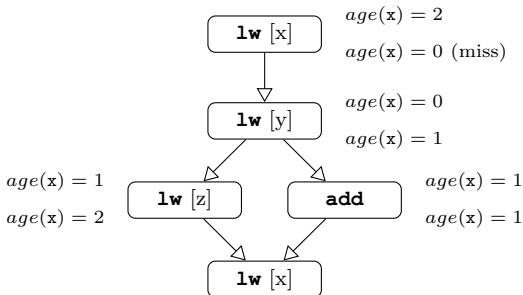 age(x) = 2
lw [x]
age(x) = 0 (miss)
age(x) = 0
lw [y]
age(x) = 1
age(x) = 1
lw [z]
age(x) = 2
add
age(x) = 1
age(x) = 1
lw [x]